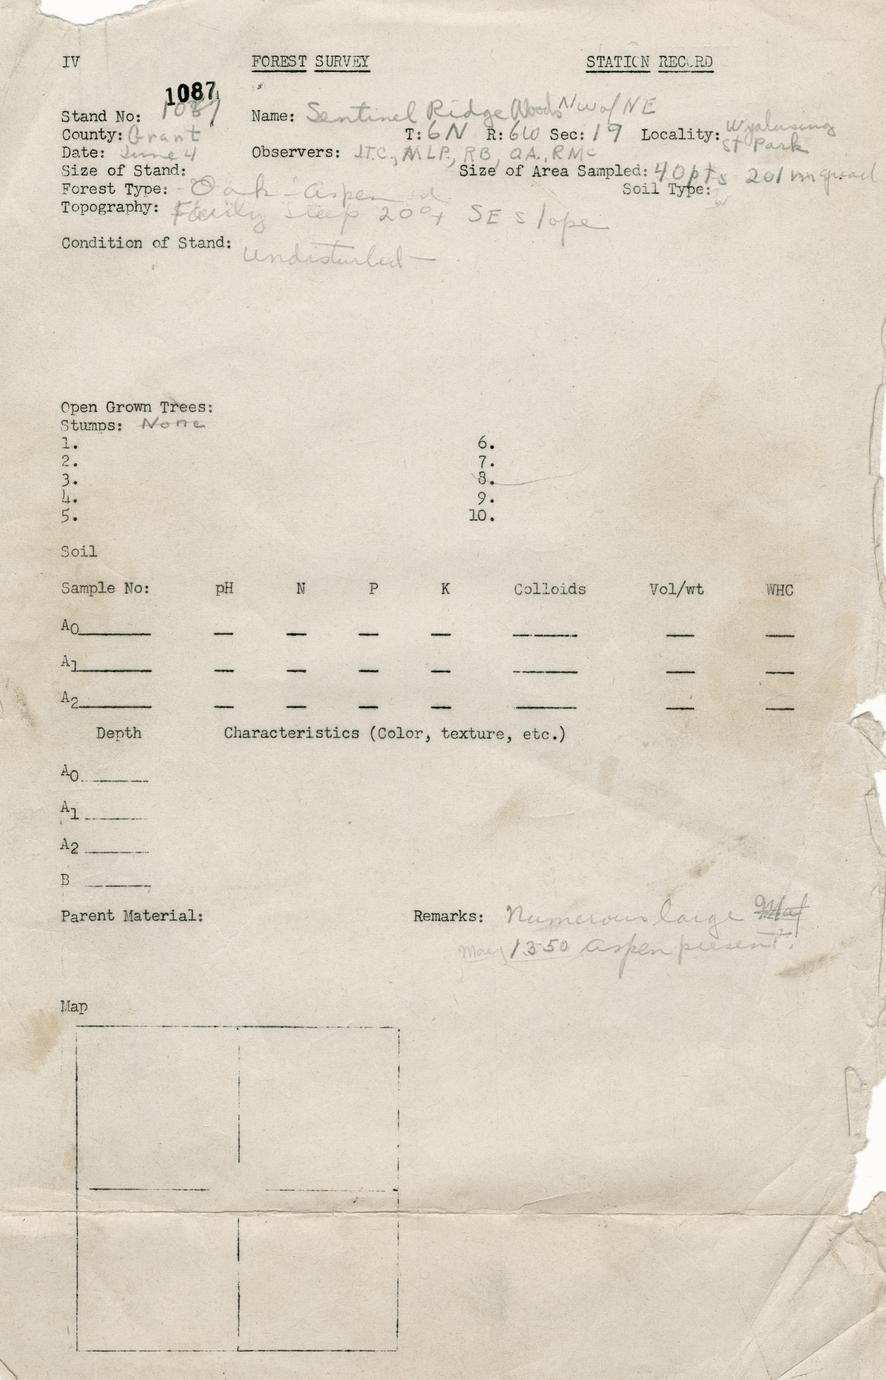 IV FOREST SURVEY STATION RECORD
1087
Stand No: 1087 Name: Sentinel Ridge Woods NW of NE
County: Grant T: 6N R: 6W Sec: 19 Locality: Wyalusing St Park
Date: June 4 Observers: JTC, MLP, RB, QA, RMc
Size of Stand: Size of Area Sampled: 40pts 20 1m quad.
Forest Type: Oak - Aspen Soil Type:
Topography: Fairly steep 20% SE slope
Condition of Stand: undisturbed
Open Grown Trees:
Stumps: None
1. 6.
2. 7.
3. 8.
4. 9.
5. 10.
Soil
Sample No: pH N P K Colloids Vol/wt WHC
A0
A1
A2
Depth Characteristics (Color, texture, etc.)
A0
A1
A2
B
Parent Material: Remarks: Numerous large
1350 Aspen present.
Map